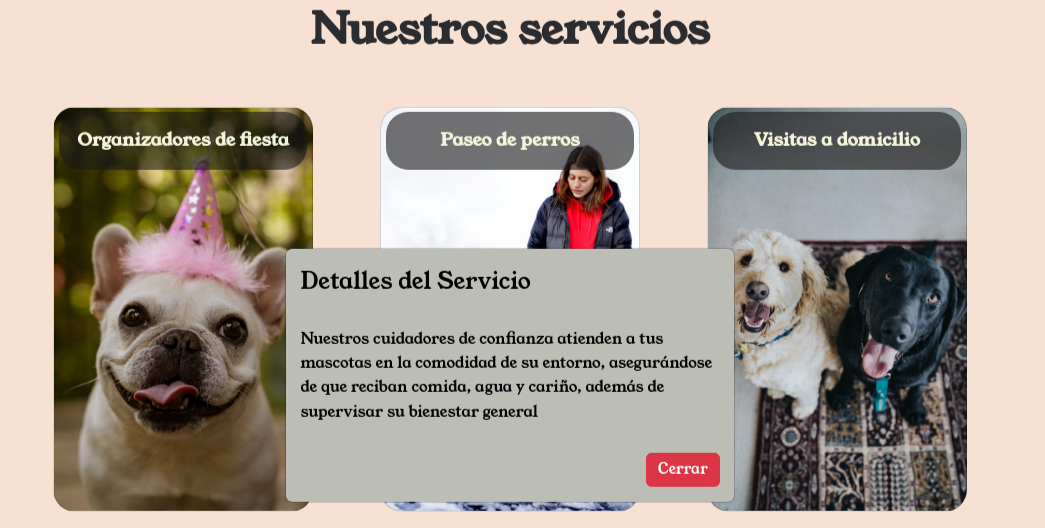 Nuestros servicios
Organizadores de fiesta
Paseo de perros
Visitas a domicilio
Detalles del Servicio
Nuestros cuidadores de confianza atienden a tus
mascotas en la comodidad de su entorno, asegurándose
de que reciban comida, agua y cariño, además de
supervisar su bienestar general
Cerrar